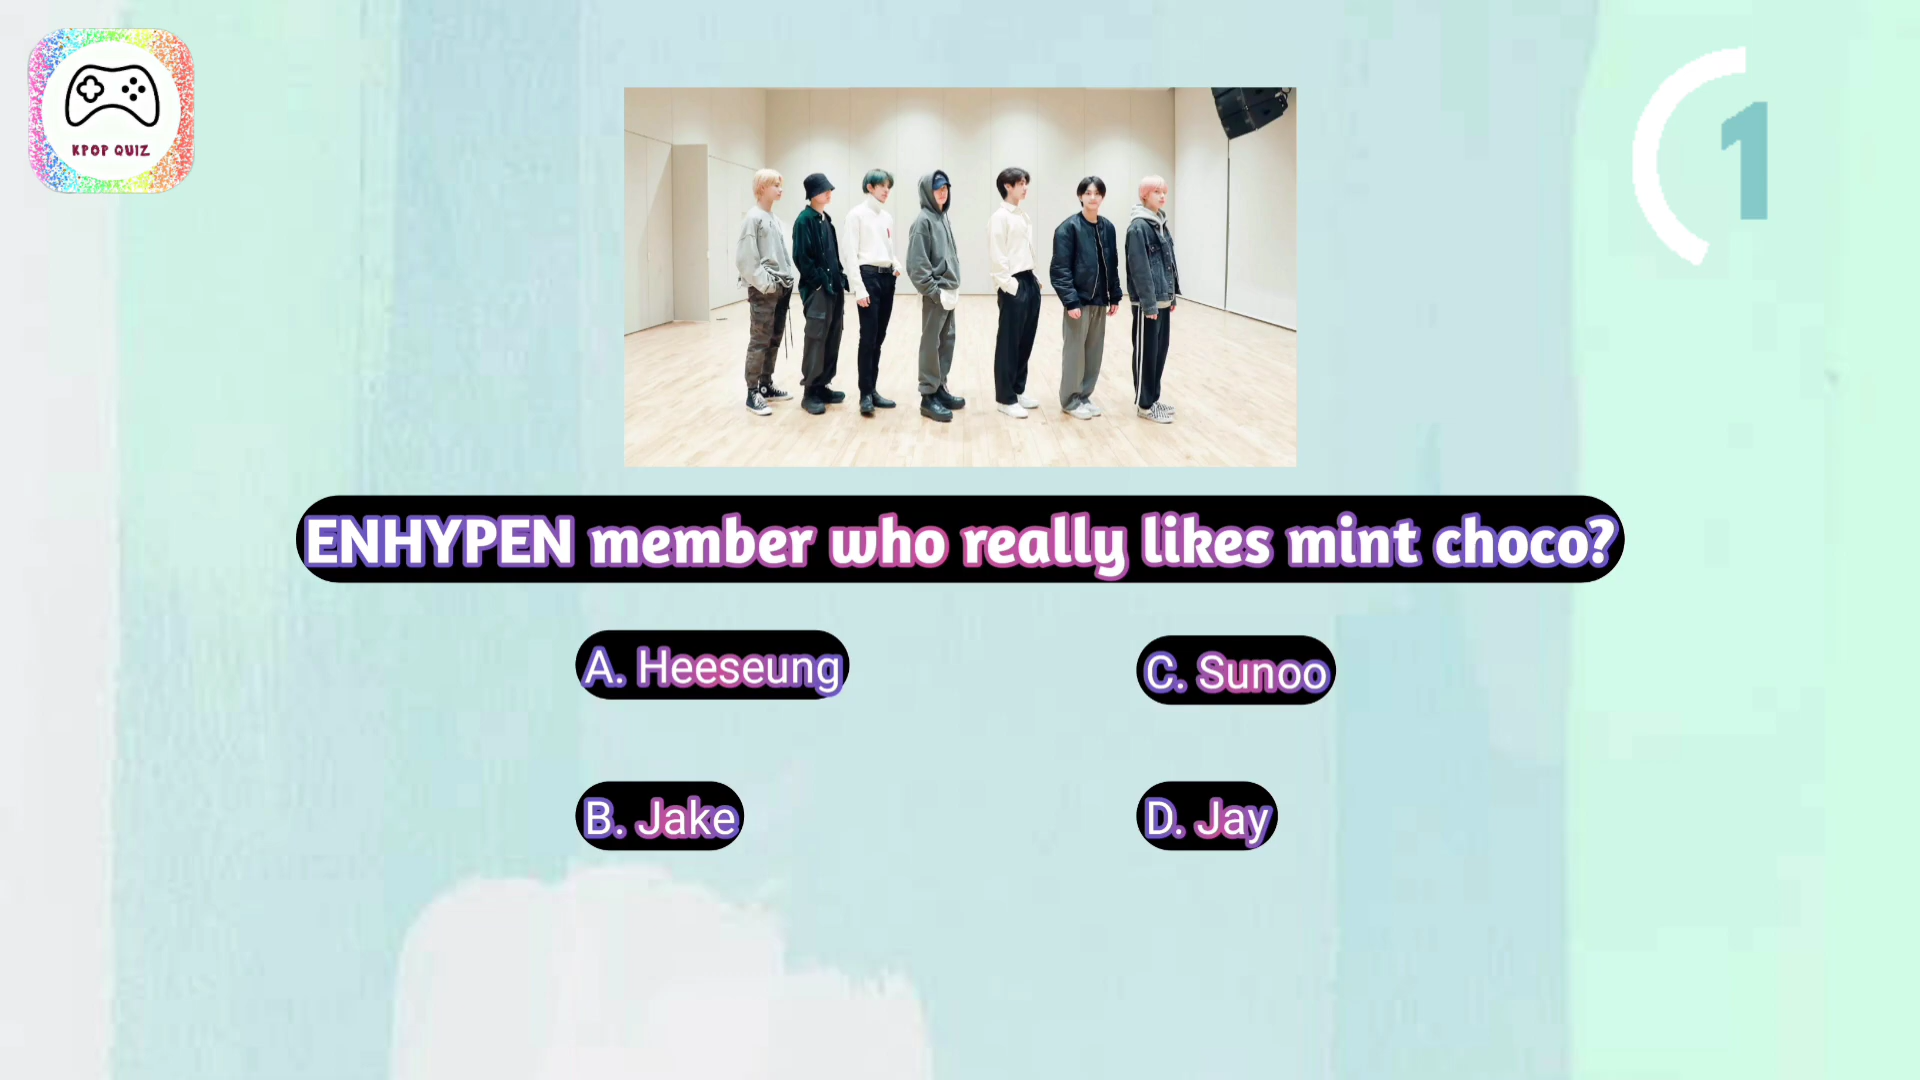 KPOP QUIZ
1
ENHYPEN member who really likes mint choco?
A. Heeseung
C. Sunoo
B. Jake
D. Jay